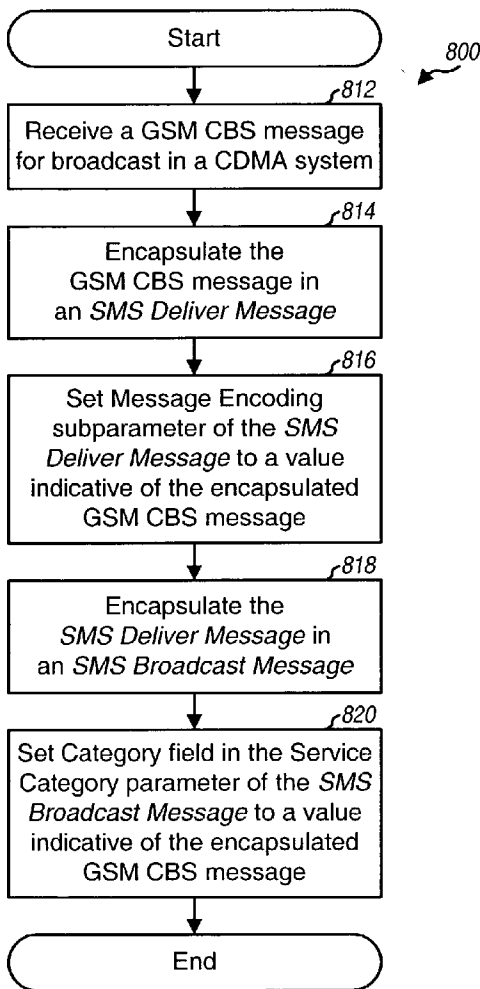 Start
800
812
Receive a GSM CBS message
for broadcast in a CDMA system
814
Encapsulate the
GSM CBS message in
an SMS Deliver Message
816
Set Message Encoding
subparameter of the SMS
Deliver Message to a value
indicative of the encapsulated
GSM CBS message
818
Encapsulate the
SMS Deliver Message in
an SMS Broadcast Message
820
Set Category field in the Service
Category parameter of the SMS
Broadcast Message to a value
indicative of the encapsulated
GSM CBS message
End